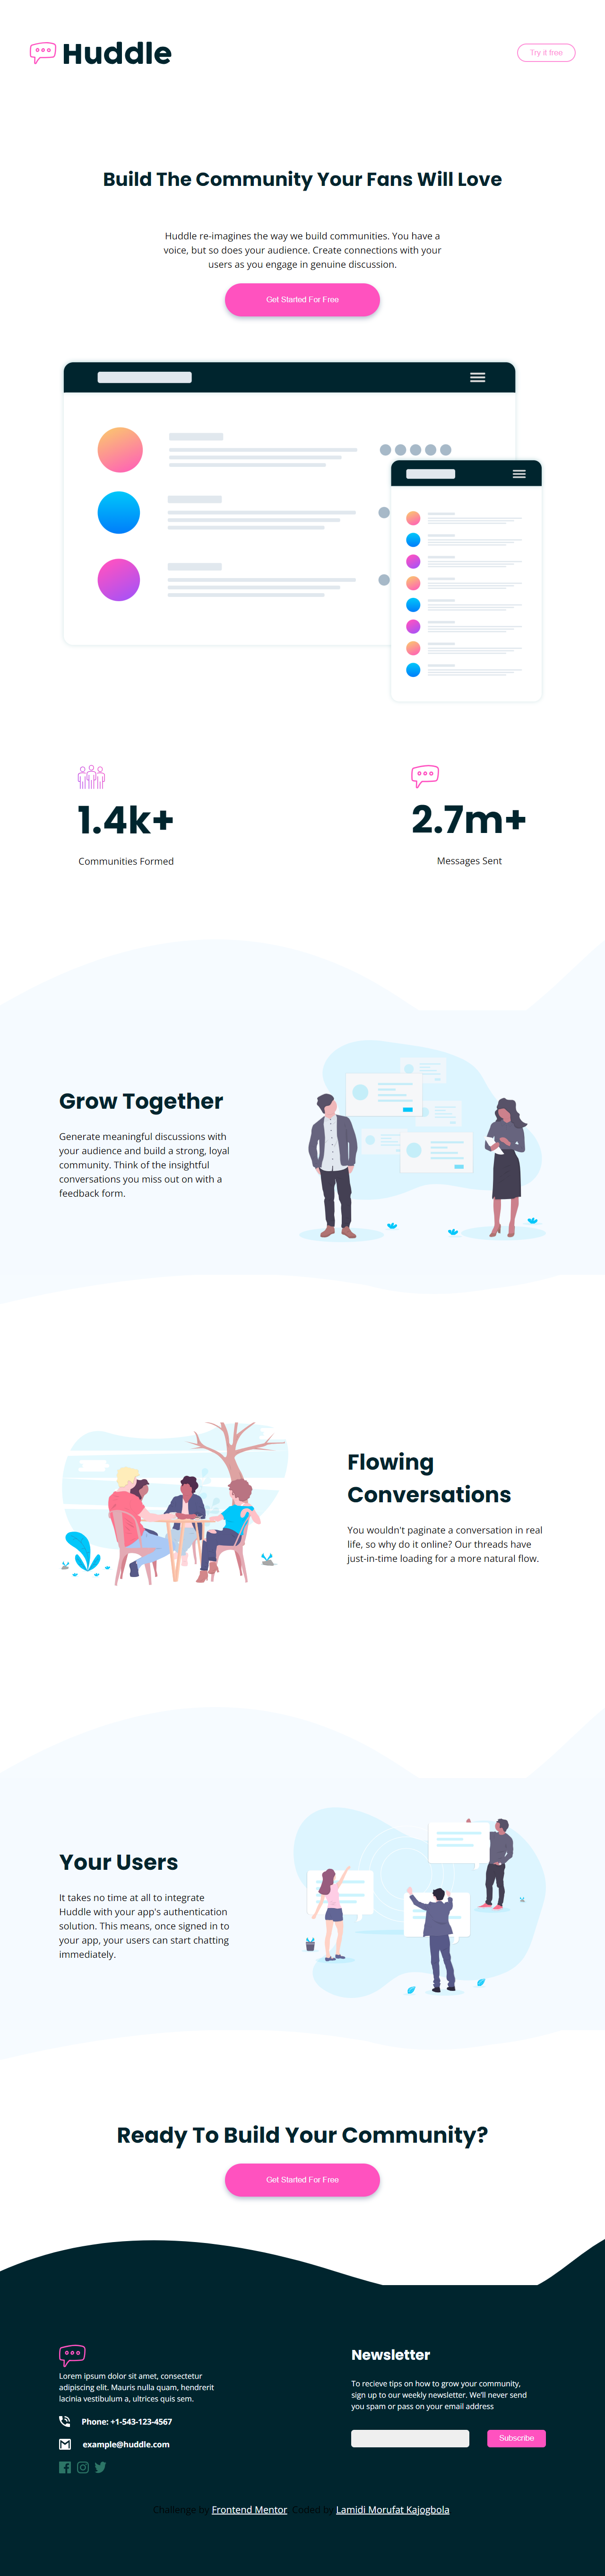 Huddle
Try it free
Build The Community Your Fans Will Love
Huddle re-imagines the way we build communities. You have a
voice, but so does your audience. Create connections with your
users as you engage in genuine discussion.
Get Started For Free
1.4k+
Communities Formed
2.7m+
Messages Sent
Grow Together
Generate meaningful discussions with
your audience and build a strong, loyal
community. Think of the insightful
conversations you miss out on with a
feedback form.
Flowing
Conversations
You wouldn't paginate a conversation in real
life, so why do it online? Our threads have
just-in-time loading for a more natural flow.
Your Users
It takes no time at all to integrate
Huddle with your app's authentication
solution. This means, once signed in to
your app, your users can start chatting
immediately.
Ready To Build Your Community?
Get Started For Free
Lorem ipsum dolor sit amet, consectetur
adipiscing elit. Mauris nulla quam, hendrerit
lacinia vestibulum a, ultrices quis sem.
Phone: +1-543-123-4567
example@huddle.com
Newsletter
To recieve tips on how to grow your community,
sign up to our weekly newsletter. We'll never send
you spam or pass on your email address
Subscribe
Challenge by Frontend Mentor. Coded by Lamidi Morufat Kajogbola